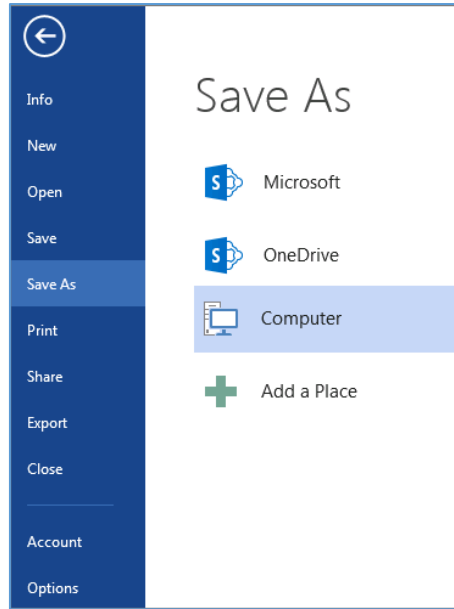 Info
New
Open
Save
Save As
Print
Share
Export
Close
Account
Options
Save As
S Microsoft
S OneDrive
Computer
Add a Place